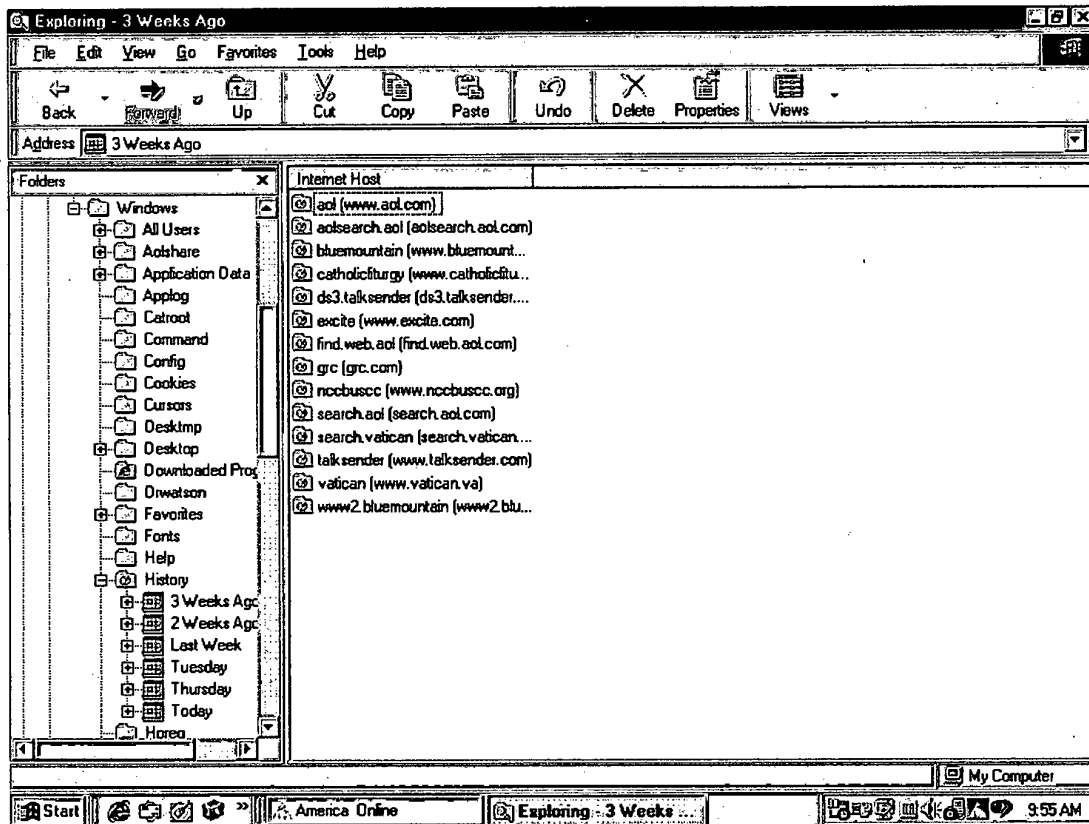 Exploring - 3 Weeks Ago
File Edit View Go Favorites Tools Help
Back Forward Up Cut Copy Paste Undo Delete Properties Views
Address 3 Weeks Ago
Folders
Windows
All Users
Aolshare
Application Data
Applog
Catroot
Command
Config
Cookies
Cursors
Desktmp
Desktop
Downloaded Prog
Drwatson
Favorites
Fonts
Help
History
3 Weeks Ago
2 Weeks Ago
Last Week
Tuesday
Thursday
Today
Internet Host
aol (www.aol.com)
aolsearch.aol (aolsearch.aol.com)
bluemountain (www.bluemount...
catholicliturgy (www.catholiclitu...
ds3.talksender (ds3.talksender....
excite (www.excite.com)
find.web.aol (find.web.aol.com)
grc (grc.com)
nccbuscc (www.nccbuscc.org)
search.aol (search.aol.com)
search.vatican (search.vatican....
talksender (www.talksender.com)
vatican (www.vatican.va)
www2.bluemountain (www2.blu...
My Computer
Start » America Online Exploring - 3 Weeks ... 9:55 AM